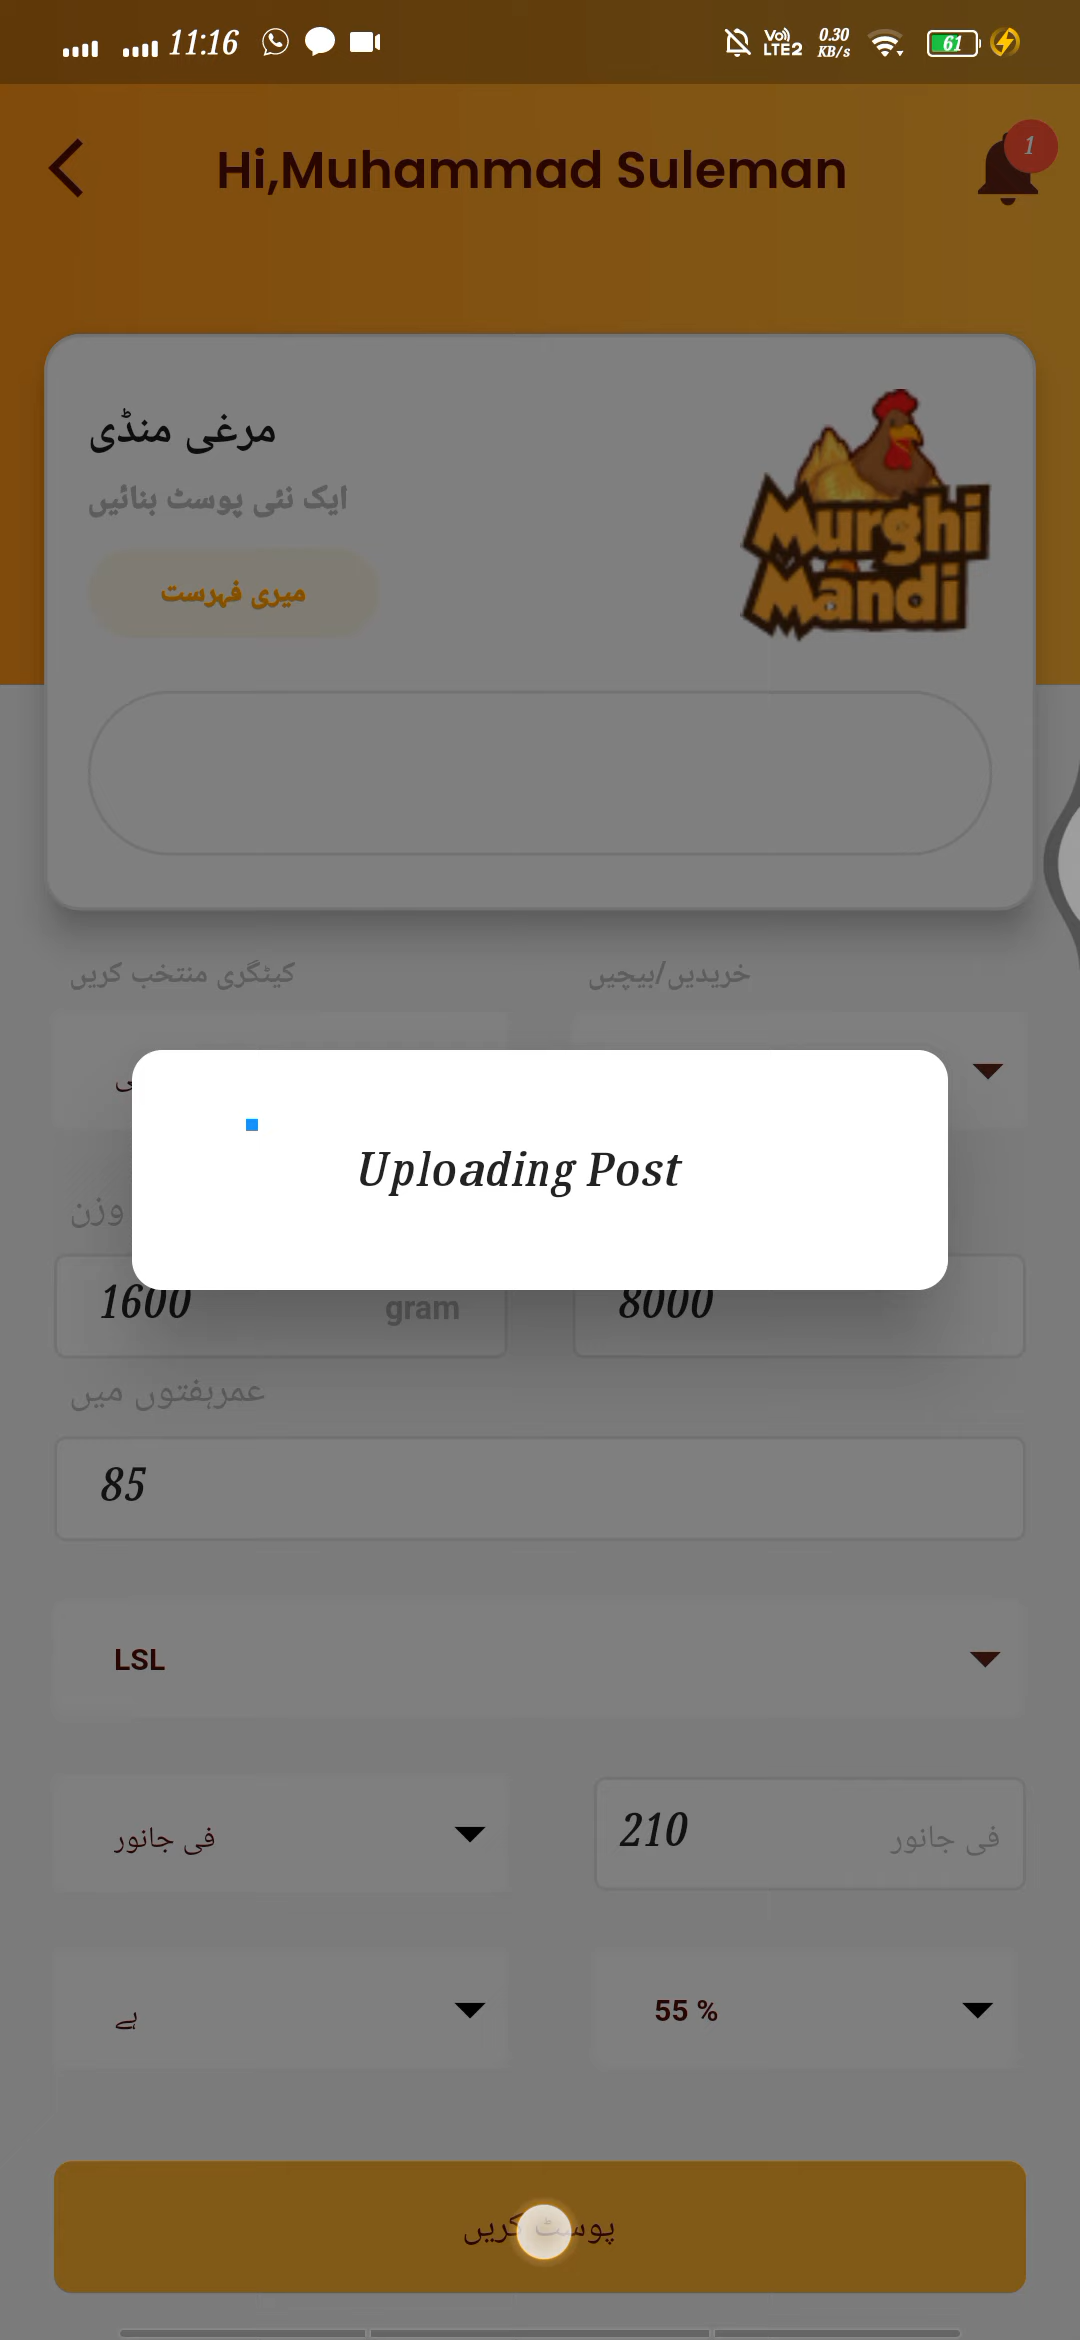 11:16 Vo) LTE2 0.30 KB/s 61
Hi,Muhammad Suleman
1
مرغی منڈی
ایک نئی پوسٹ بنائیں
میری فہرست
Murghi
Mandi
کیٹگری منتخب کریں
خریدیں/بیچیں
Uploading Post
وزن
1600 gram
8000
عمرہفتوں میں
85
LSL
فی جانور
210 فی جانور
ہے
55 %
پوسٹ کریں